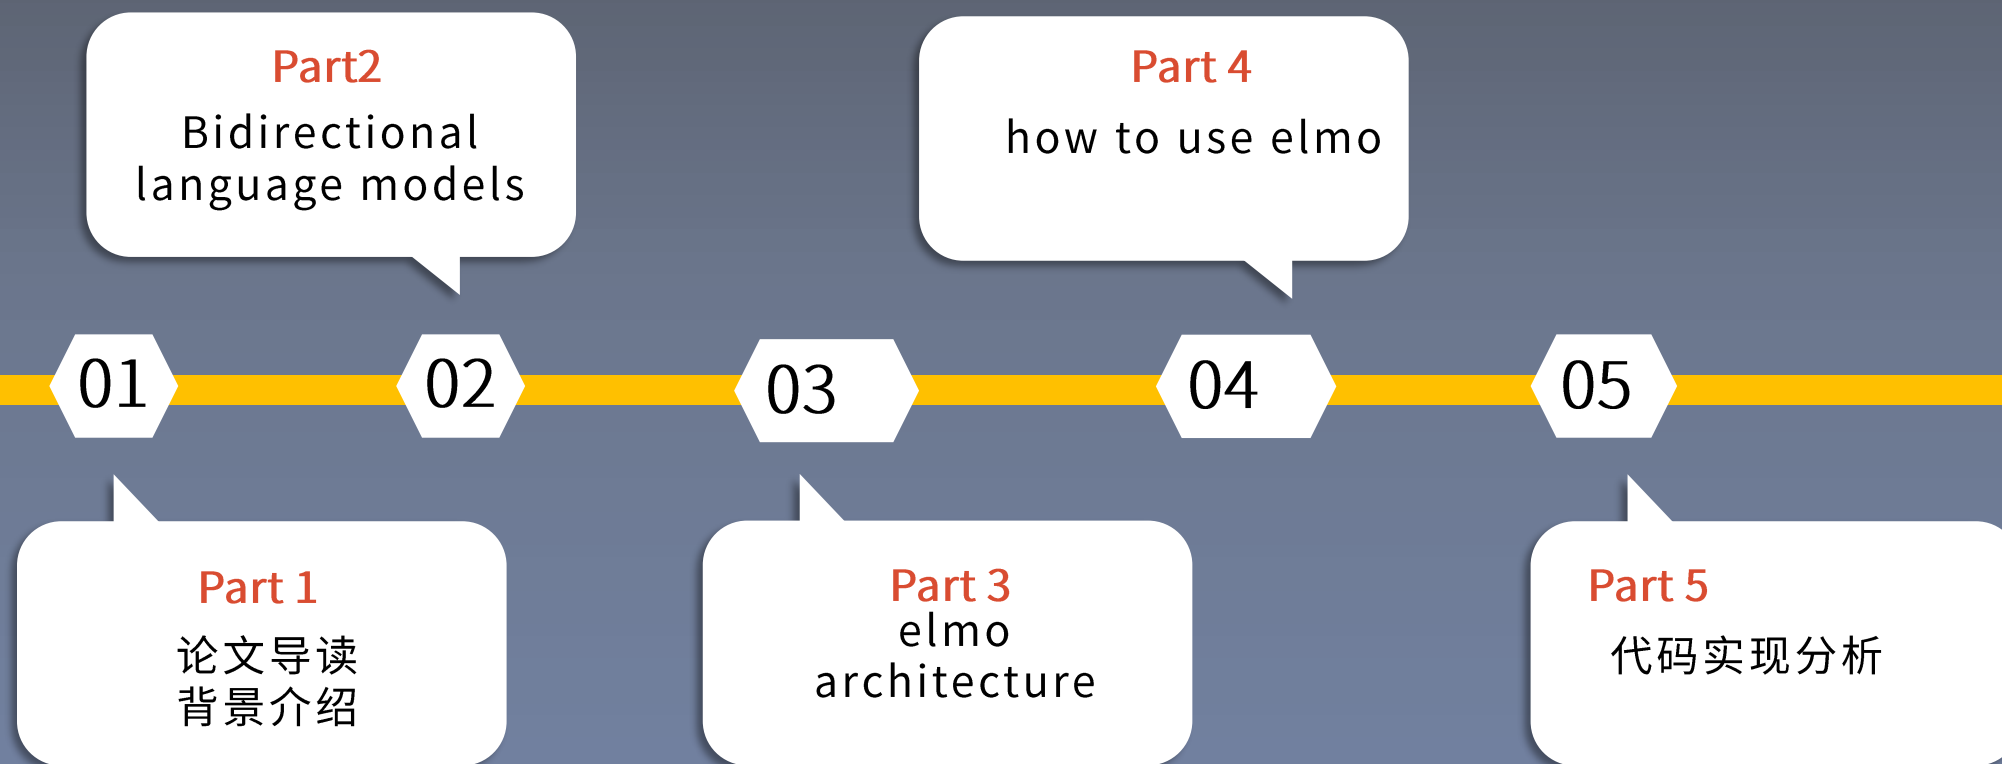 Part2
Bidirectional
language models
Part 4
how to use elmo
01
02
03
04
05
Part 1
论文导读
背景介绍
Part 3
elmo
architecture
Part 5
代码实现分析